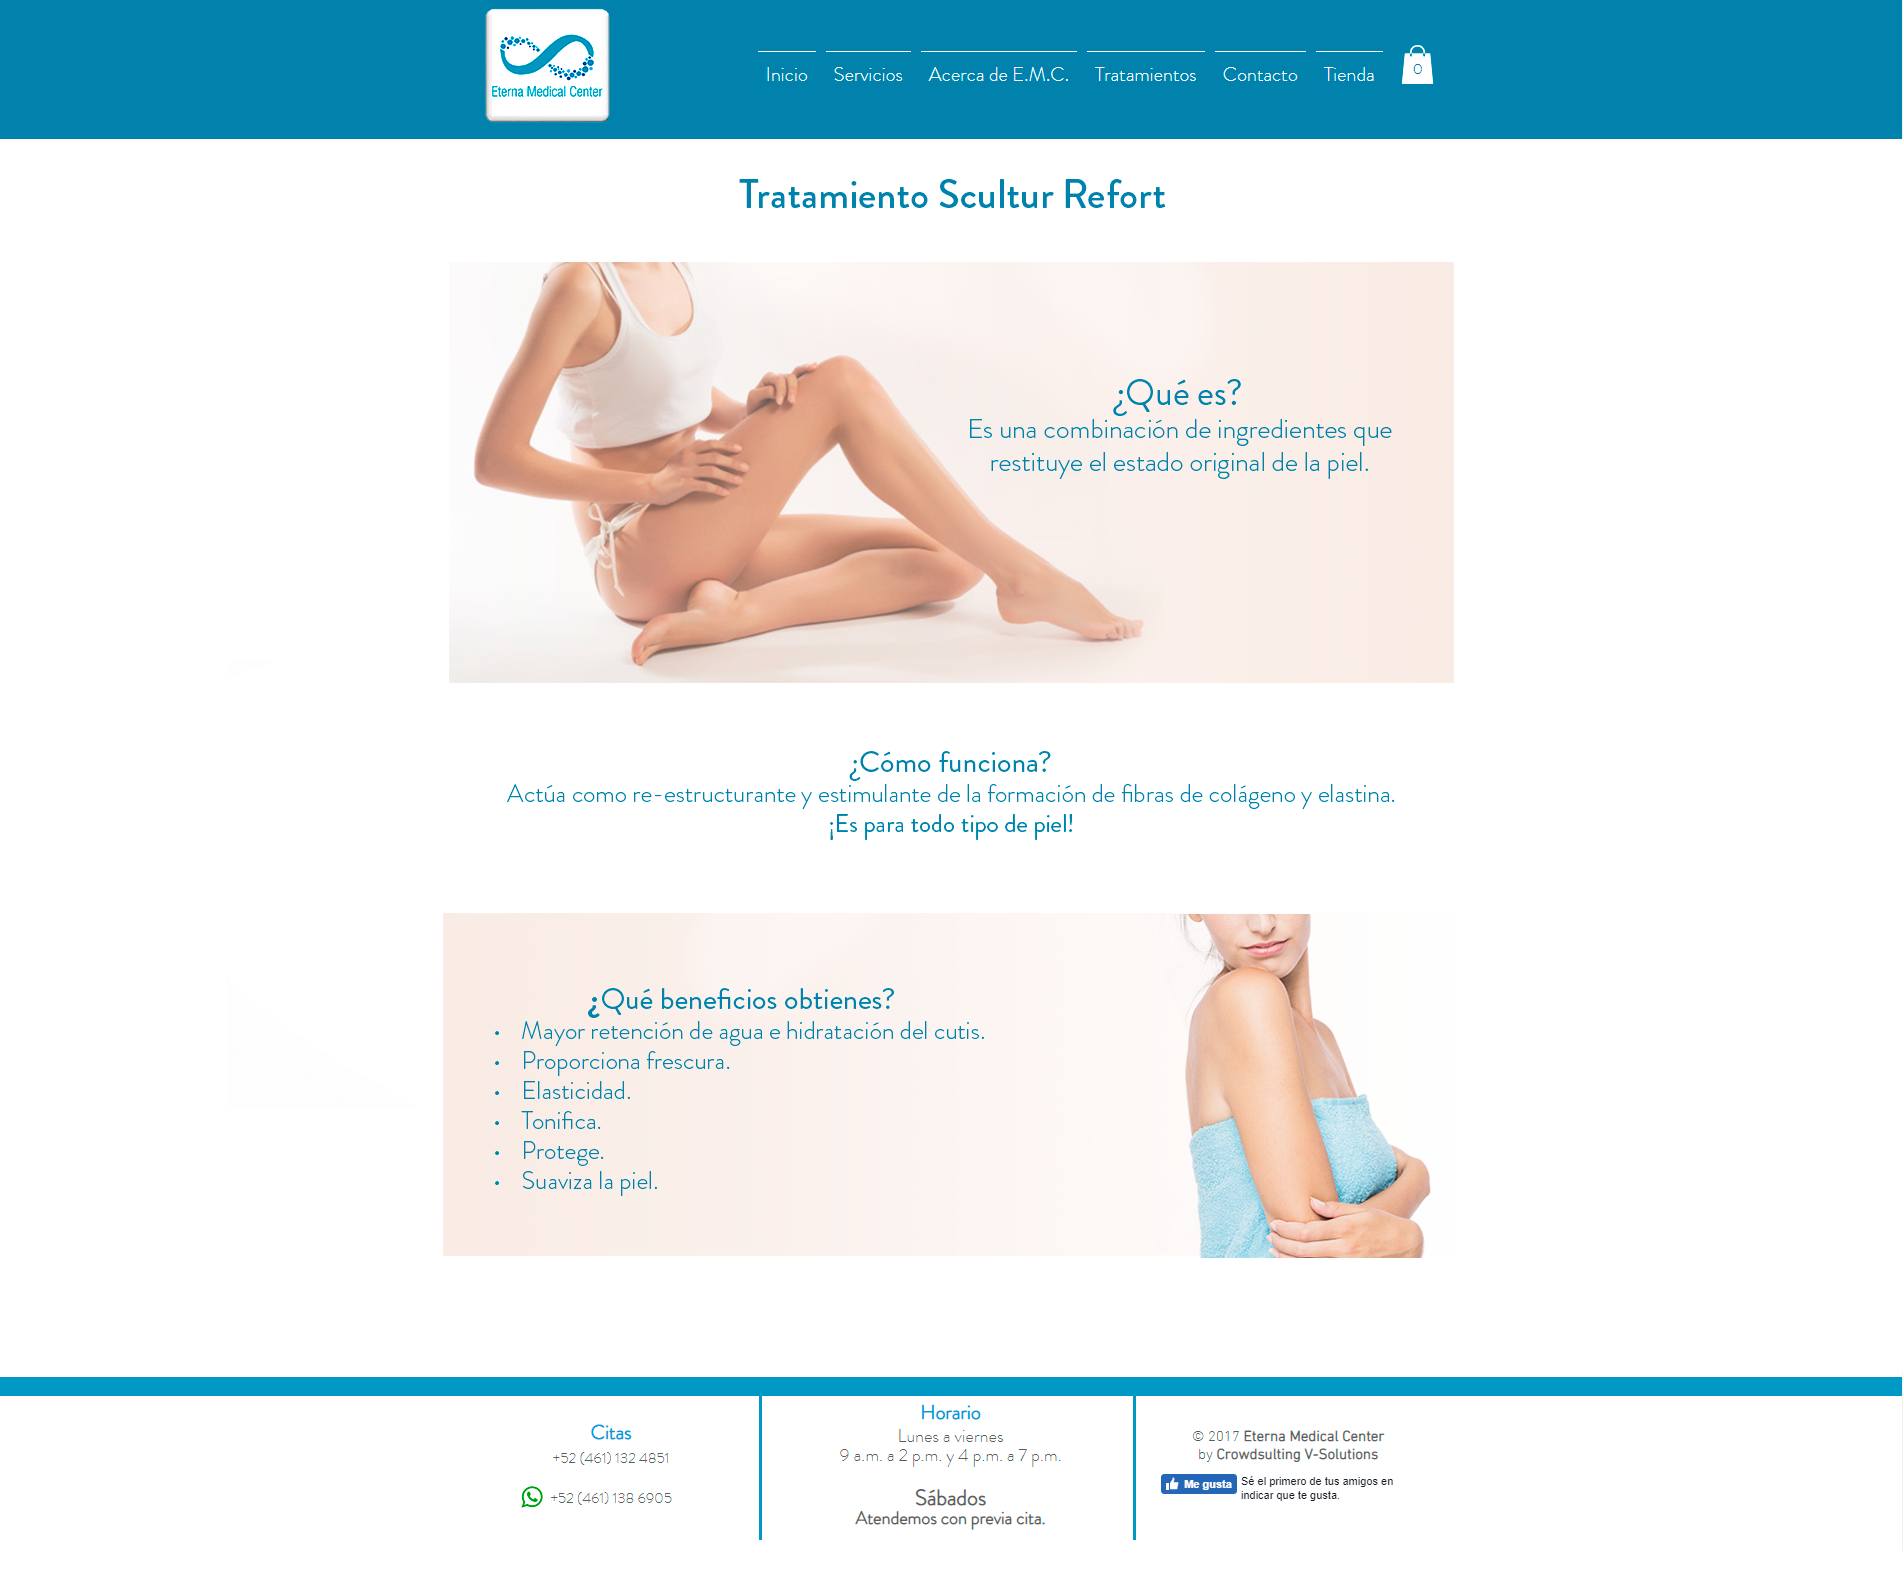 Eterna Medical Center
Inicio
Servicios
Acerca de E.M.C.
Tratamientos
Contacto
Tienda
0
Tratamiento Scultur Refort
¿Qué es?
Es una combinación de ingredientes que
restituye el estado original de la piel.
¿Cómo funciona?
Actúa como re-estructurante y estimulante de la formación de fibras de colágeno y elastina.
¡Es para todo tipo de piel!
¿Qué beneficios obtienes?
• Mayor retención de agua e hidratación del cutis.
• Proporciona frescura.
• Elasticidad.
• Tonifica.
• Protege.
• Suaviza la piel.
Citas
+52 (461) 132 4851
+52 (461) 138 6905
Horario
Lunes a viernes
9 a.m. a 2 p.m. y 4 p.m. a 7 p.m.
Sábados
Atendemos con previa cita.
© 2017 Eterna Medical Center
by Crowdsulting V-Solutions
Me gusta
Sé el primero de tus amigos en
indicar que te gusta.